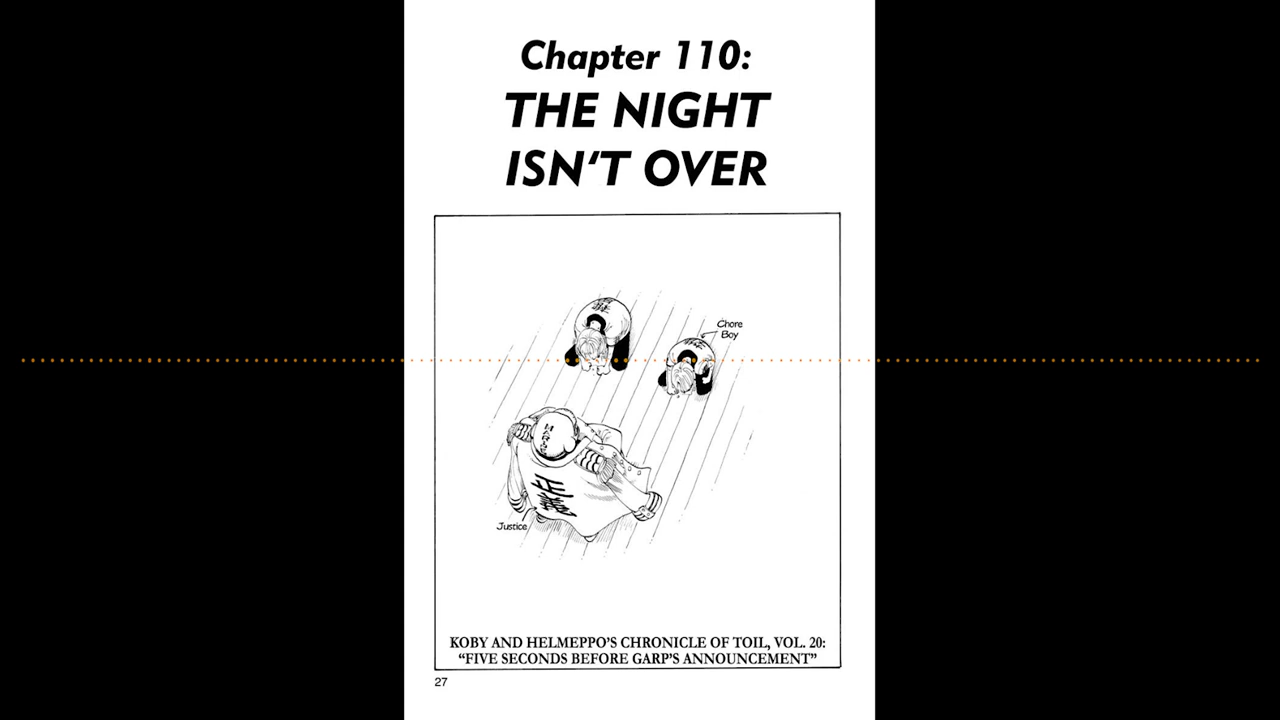 Chapter 110:
THE NIGHT
ISN'T OVER
Chore
Boy
Justice
KOBY AND HELMEPPO'S CHRONICLE OF TOIL, VOL. 20:
“FIVE SECONDS BEFORE GARP'S ANNOUNCEMENT”
27